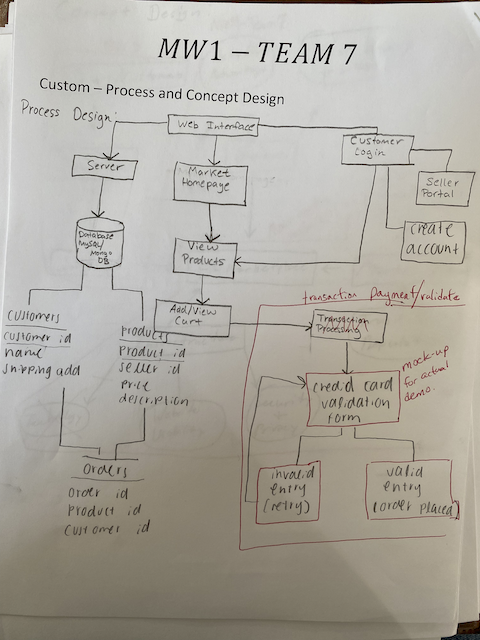 MW1 – TEAM 7
Custom – Process and Concept Design
Process Design:
Web Interface
Customer
Login
Server
Market
Homepage
Seller
Portal
create
account
Database
MySQL/
Mongo
DB
View
Products
Add/View
Cart
transaction payment/validate
Transaction
Processing
customers
customer id
name
shipping add
products
product id
seller id
price
description
credid card
validation
form
mock-up
for actual
demo.
invalid
entry
(retry)
valid
entry
(order placed)
Orders
order id
product id
customer id